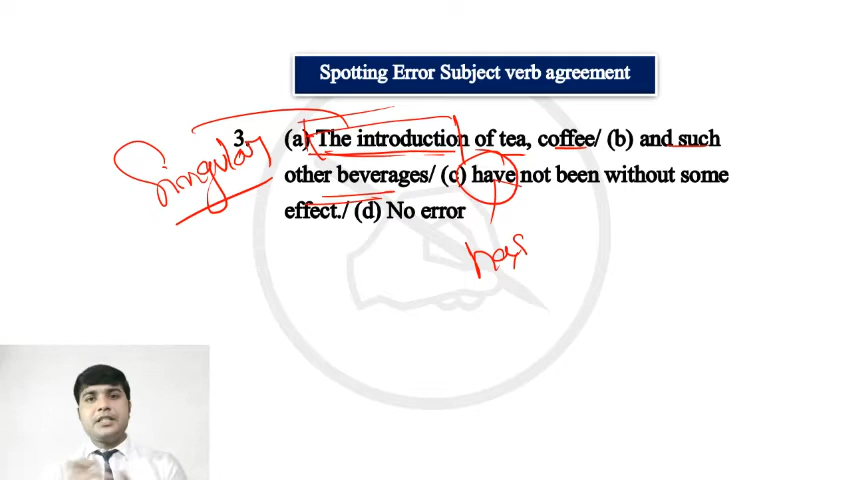 Spotting Error Subject verb agreement
3. (a) The introduction of tea, coffee/ (b) and such
other beverages/ (c) have not been without some
effect./ (d) No error
Singular
has